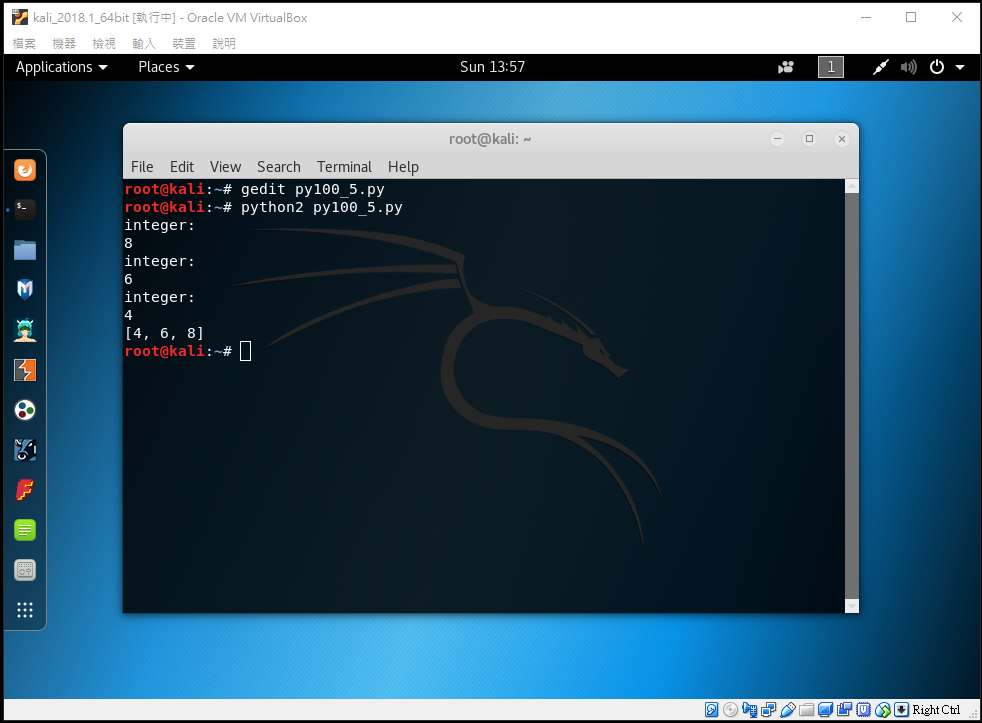 kali_2018.1_64bit [執行中] - Oracle VM VirtualBox
檔案 機器 檢視 輸入 裝置 說明
Applications Places Sun 13:57 1
root@kali: ~
File Edit View Search Terminal Help
root@kali:~# gedit py100_5.py
root@kali:~# python2 py100_5.py
integer:
8
integer:
6
integer:
4
[4, 6, 8]
root@kali:~#
Right Ctrl